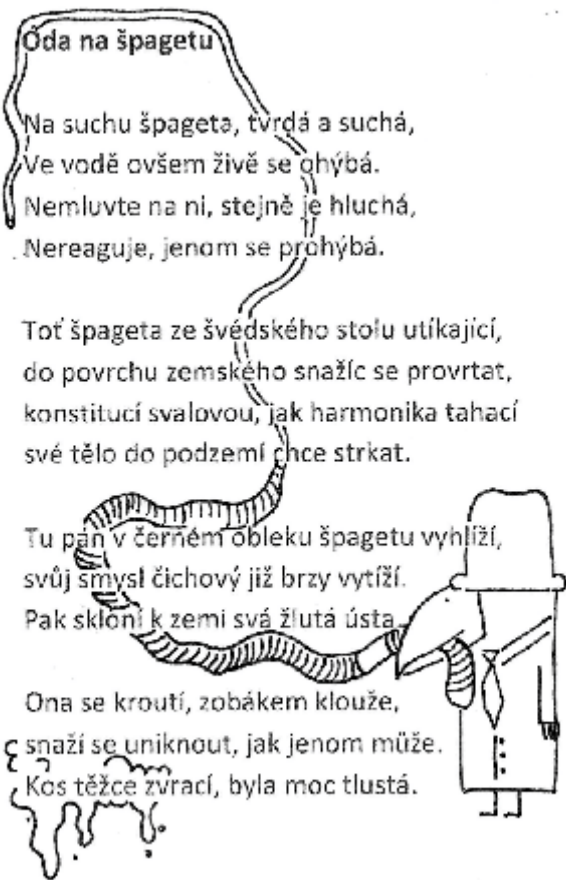 Óda na špagetu
Na suchu špageta, tvrdá a suchá,
Ve vodě ovšem živě se ohýbá.
Nemluvte na ni, stejně je hluchá,
Nereaguje, jenom se prohýbá.
Toť špageta ze švédského stolu utíkající,
do povrchu zemského snažíc se provrtat,
konstitucí svalovou, jak harmonika tahací
své tělo do podzemí chce strkat.
Tu pán v černém obleku špagetu vyhlíží,
svůj smysl čichový již brzy vytíží.
Pak skloní k zemi svá žlutá ústa.
Ona se kroutí, zobákem klouže,
snaží se uniknout, jak jenom může.
Kos těžce zvrací, byla moc tlustá.